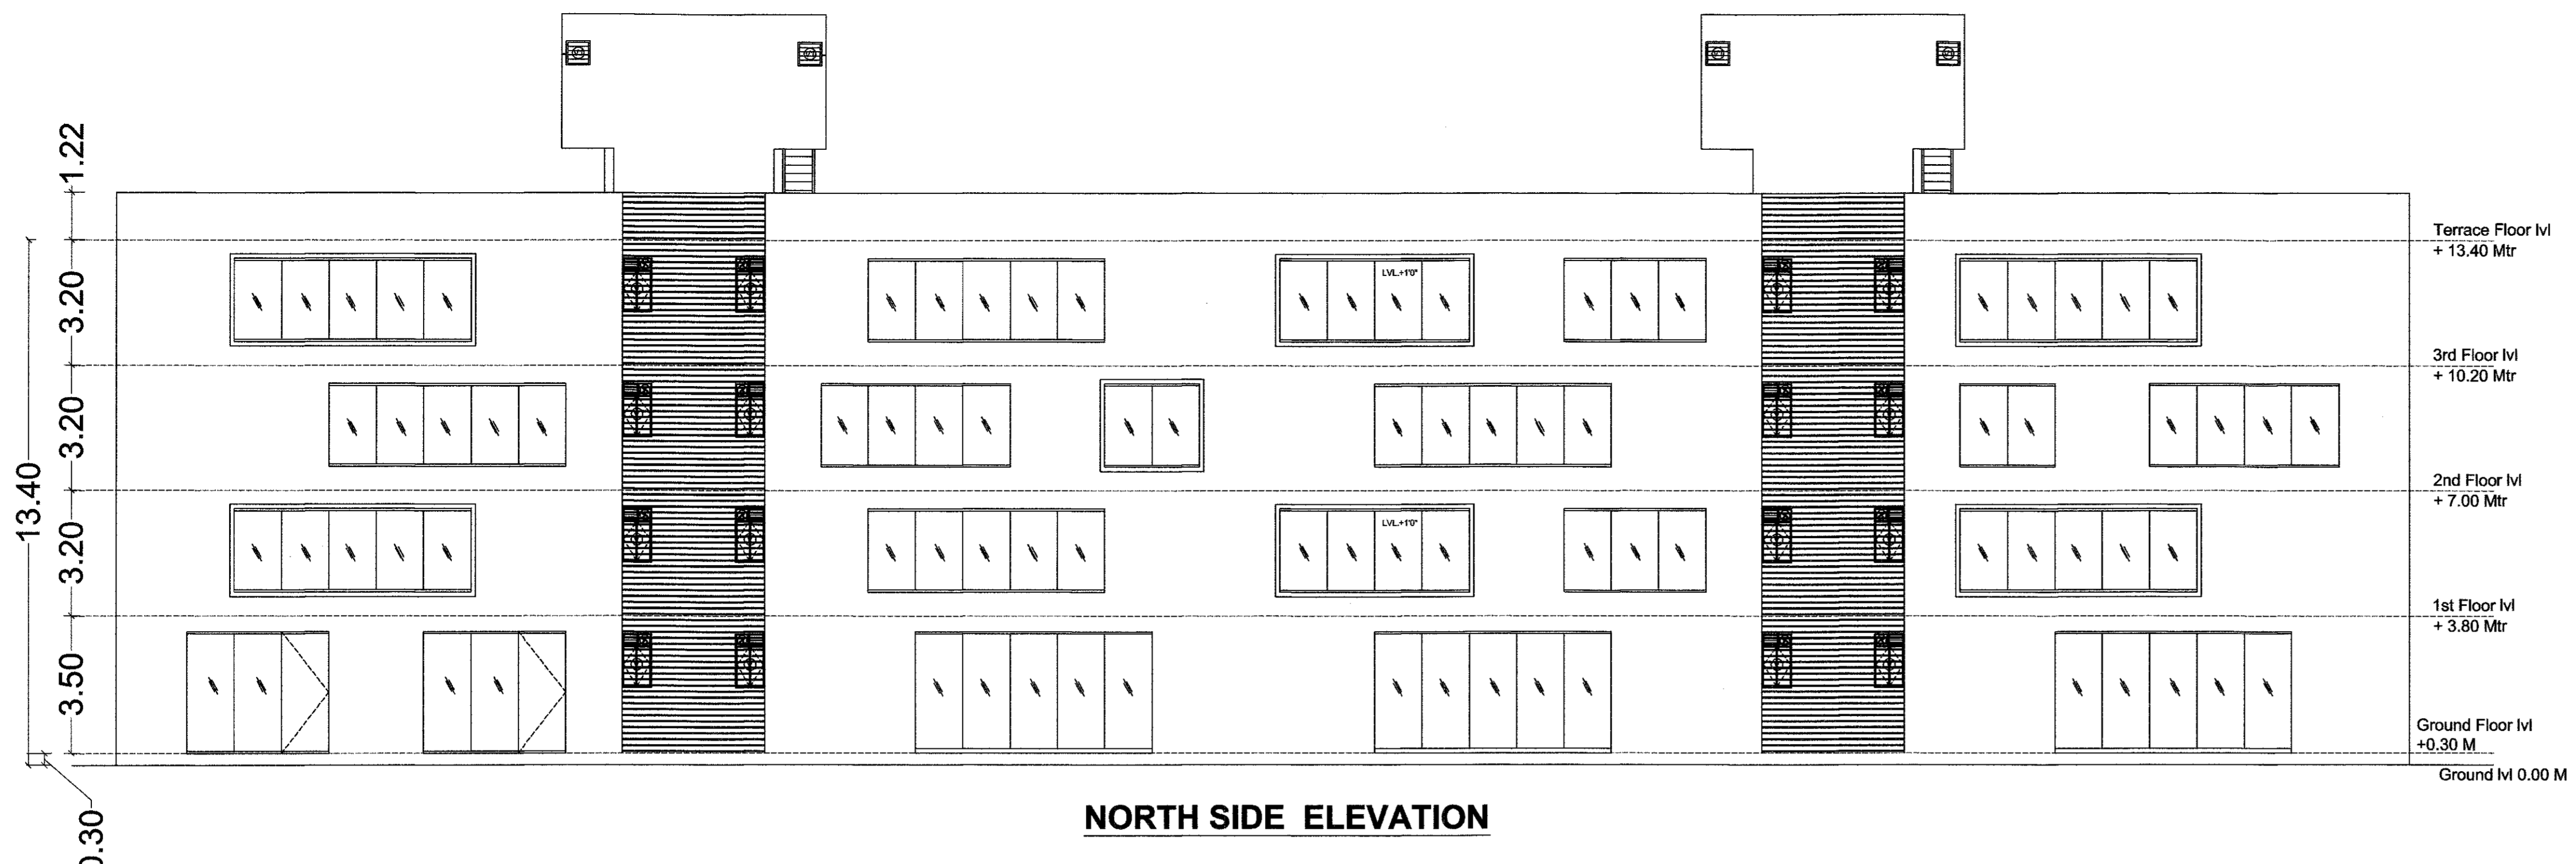 1.22
Terrace Floor lvl
+ 13.40 Mtr
3.20
LVL.+1'0"
3rd Floor lvl
+ 10.20 Mtr
3.20
13.40
2nd Floor lvl
+ 7.00 Mtr
3.20
LVL.+1'0"
1st Floor lvl
+ 3.80 Mtr
3.50
Ground Floor lvl
+0.30 M
Ground lvl 0.00 M
0.30
NORTH SIDE ELEVATION